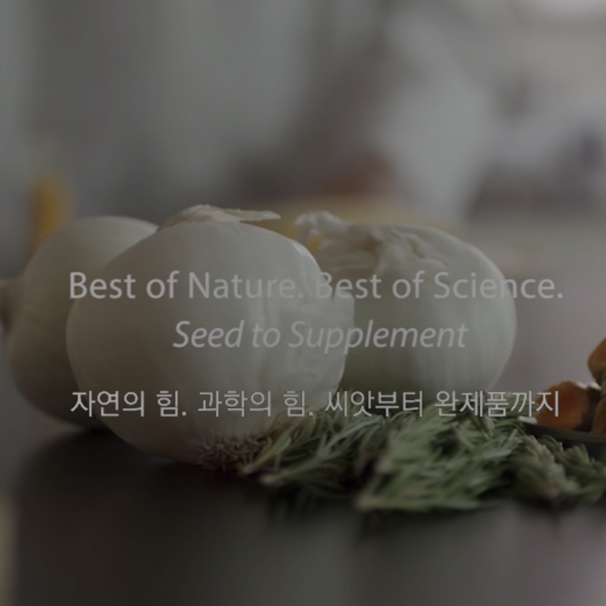 Best of Nature. Best of Science.
Seed to Supplement
자연의 힘. 과학의 힘. 씨앗부터 완제품까지